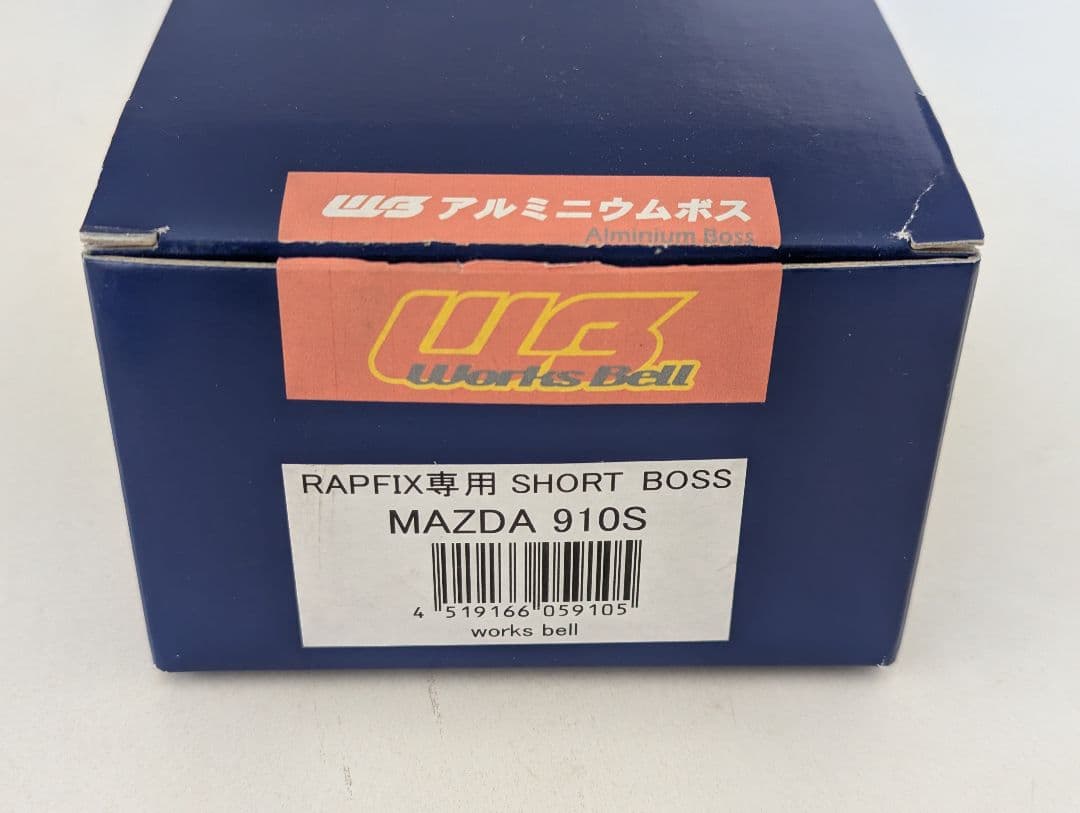 WB アルミニウムボス
Alminium Boss
WB
Works Bell
RAPFIX専用 SHORT BOSS
MAZDA 910S
4 519166 059105
works bell